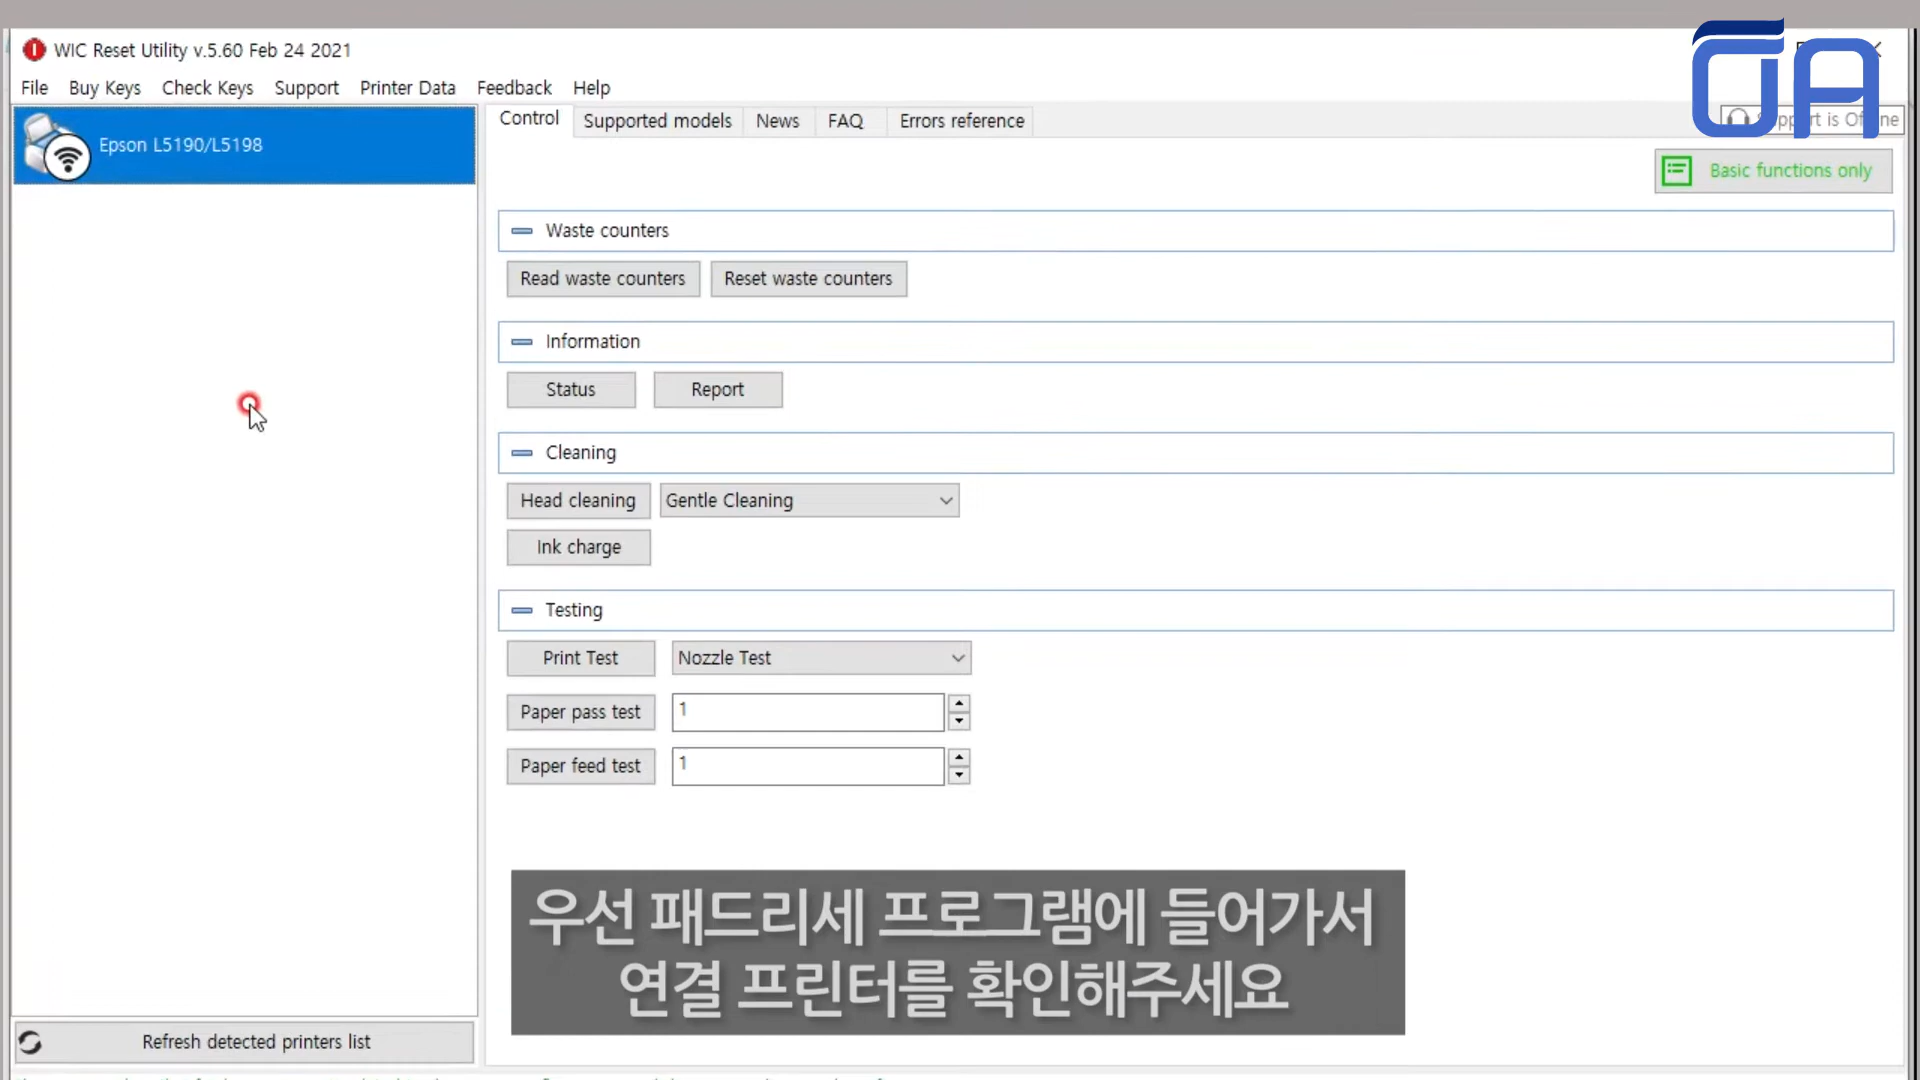 WIC Reset Utility v.5.60 Feb 24 2021
File Buy Keys Check Keys Support Printer Data Feedback Help
Epson L5190/L5198
Control Supported models News FAQ Errors reference
OA
is
Basic functions only
Waste counters
Read waste counters Reset waste counters
Information
Status Report
Cleaning
Head cleaning Gentle Cleaning
Ink charge
Testing
Print Test Nozzle Test
Paper pass test 1
Paper feed test 1
우선 패드리세 프로그램에 들어가서
연결 프린터를 확인해주세요
Refresh detected printers list